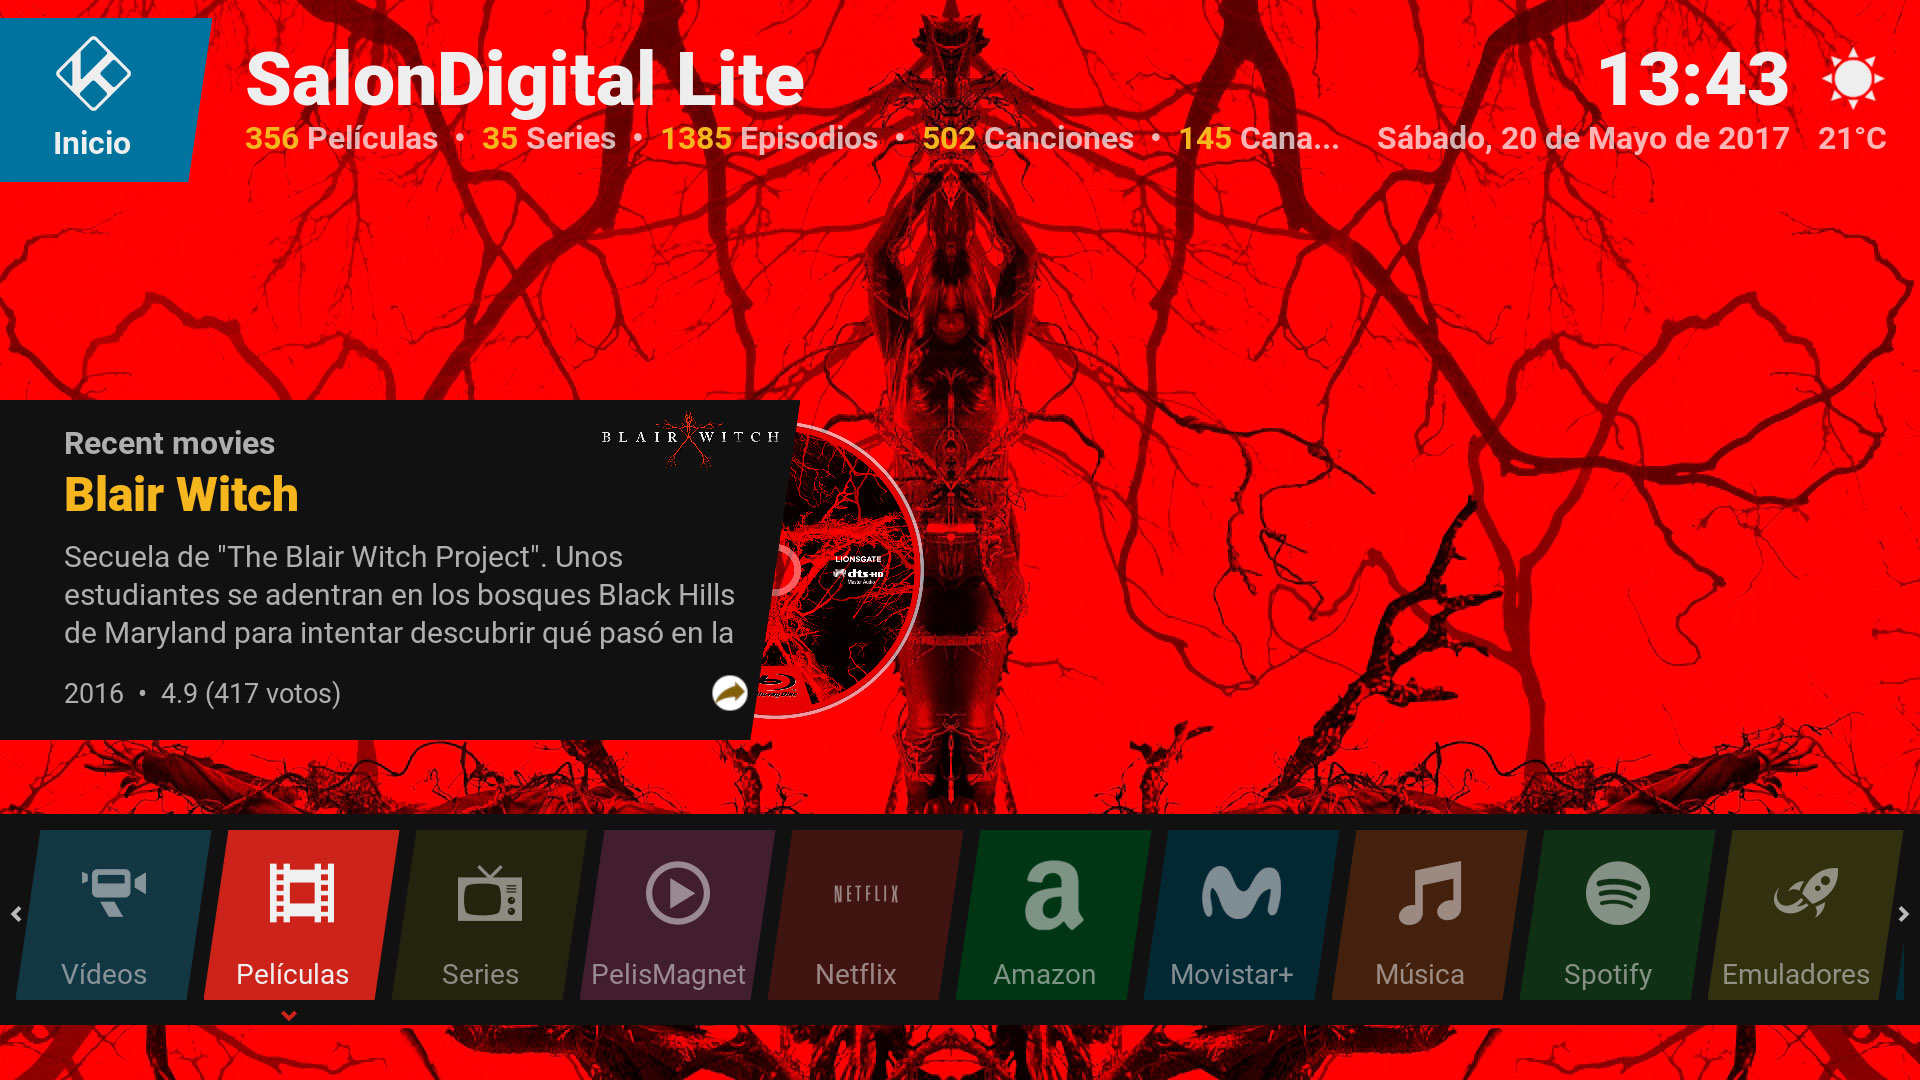 Inicio
SalonDigital Lite
13:43
356 Películas • 35 Series • 1385 Episodios • 502 Canciones • 145 Cana...
Sábado, 20 de Mayo de 2017 21°C
Recent movies
BLAIR WITCH
Blair Witch
Secuela de "The Blair Witch Project". Unos
estudiantes se adentran en los bosques Black Hills
de Maryland para intentar descubrir qué pasó en la
2016 • 4.9 (417 votos)
LIONSGATE
dts-HD
Master Audio
Vídeos
Películas
Series
PelisMagnet
NETFLIX
Netflix
a
Amazon
Movistar+
Música
Spotify
Emuladores